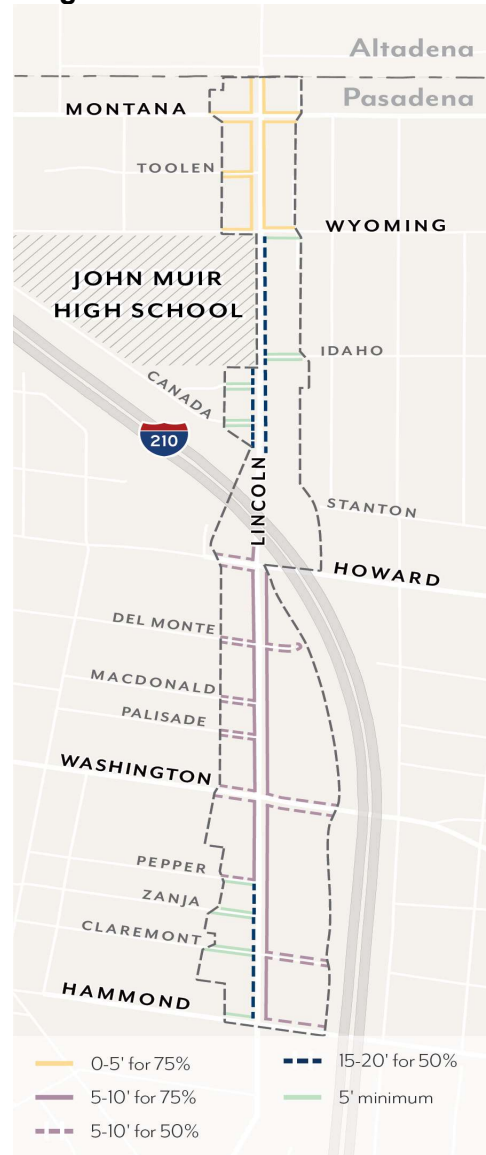 Altadena
Pasadena
MONTANA
TOOLEN
WYOMING
JOHN MUIR
HIGH SCHOOL
IDAHO
CANADA
210
LINCOLN
STANTON
HOWARD
DEL MONTE
MACDONALD
PALISADE
WASHINGTON
PEPPER
ZANJA
CLAREMONT
HAMMOND
0-5' for 75%
15-20' for 50%
5-10' for 75%
5' minimum
5-10' for 50%